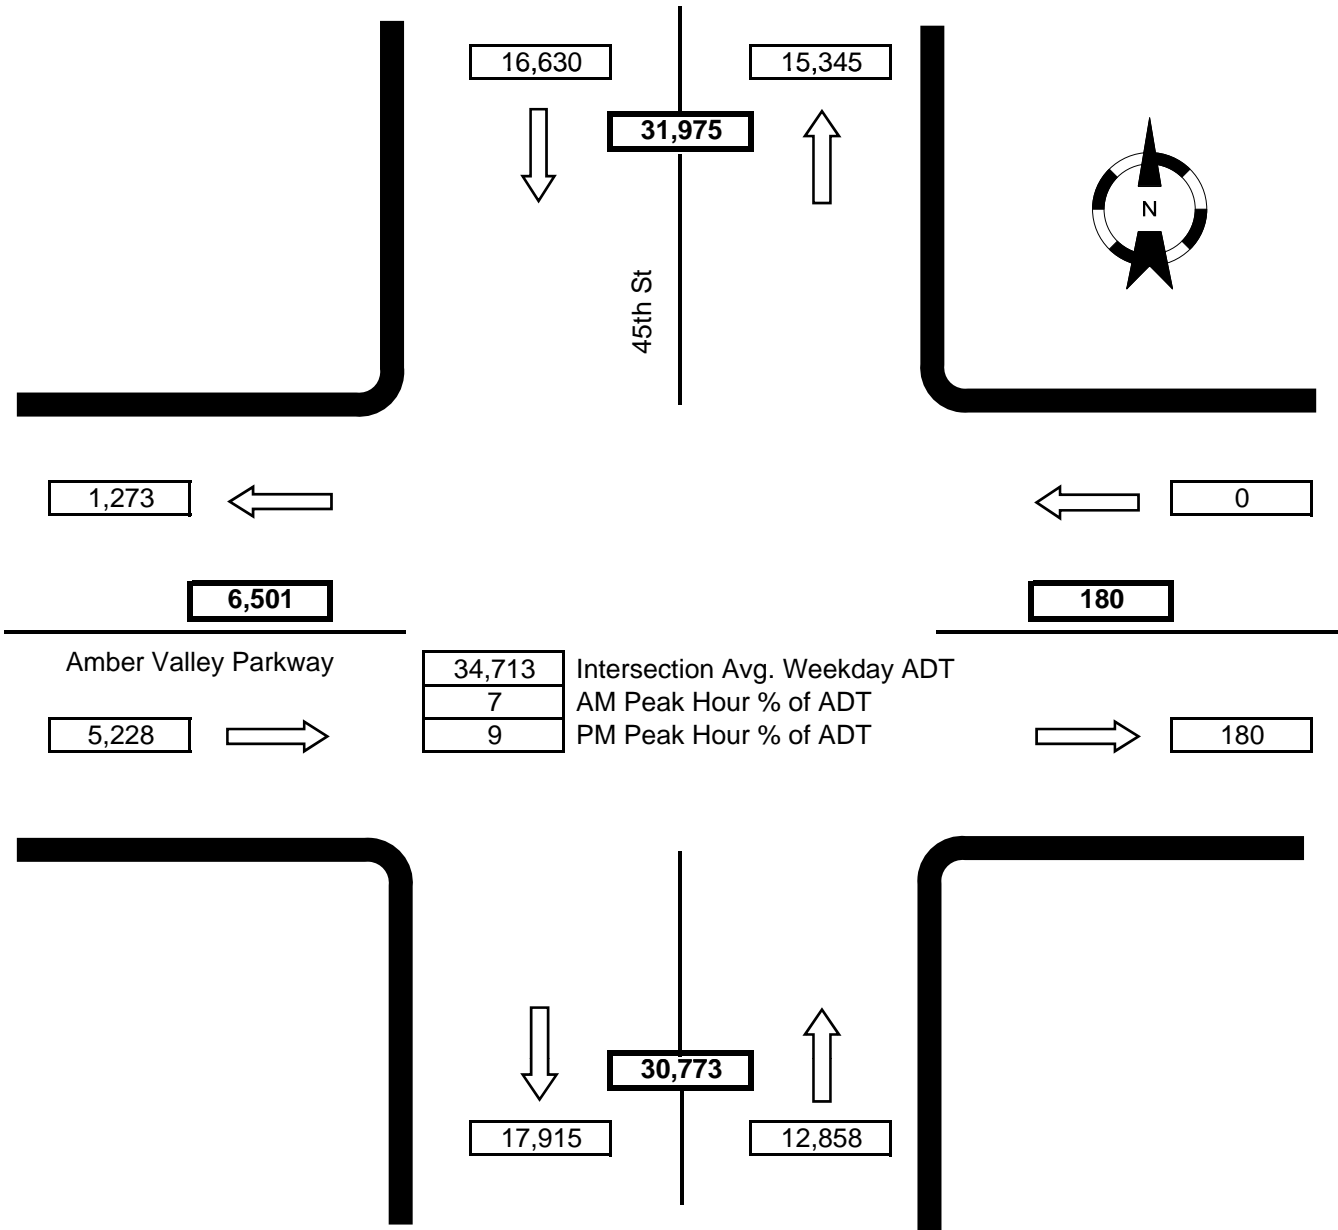 16,630
15,345
31,975
N
45th St
1,273
0
6,501
180
Amber Valley Parkway
34,713 Intersection Avg. Weekday ADT
7 AM Peak Hour % of ADT
9 PM Peak Hour % of ADT
5,228
180
30,773
17,915
12,858